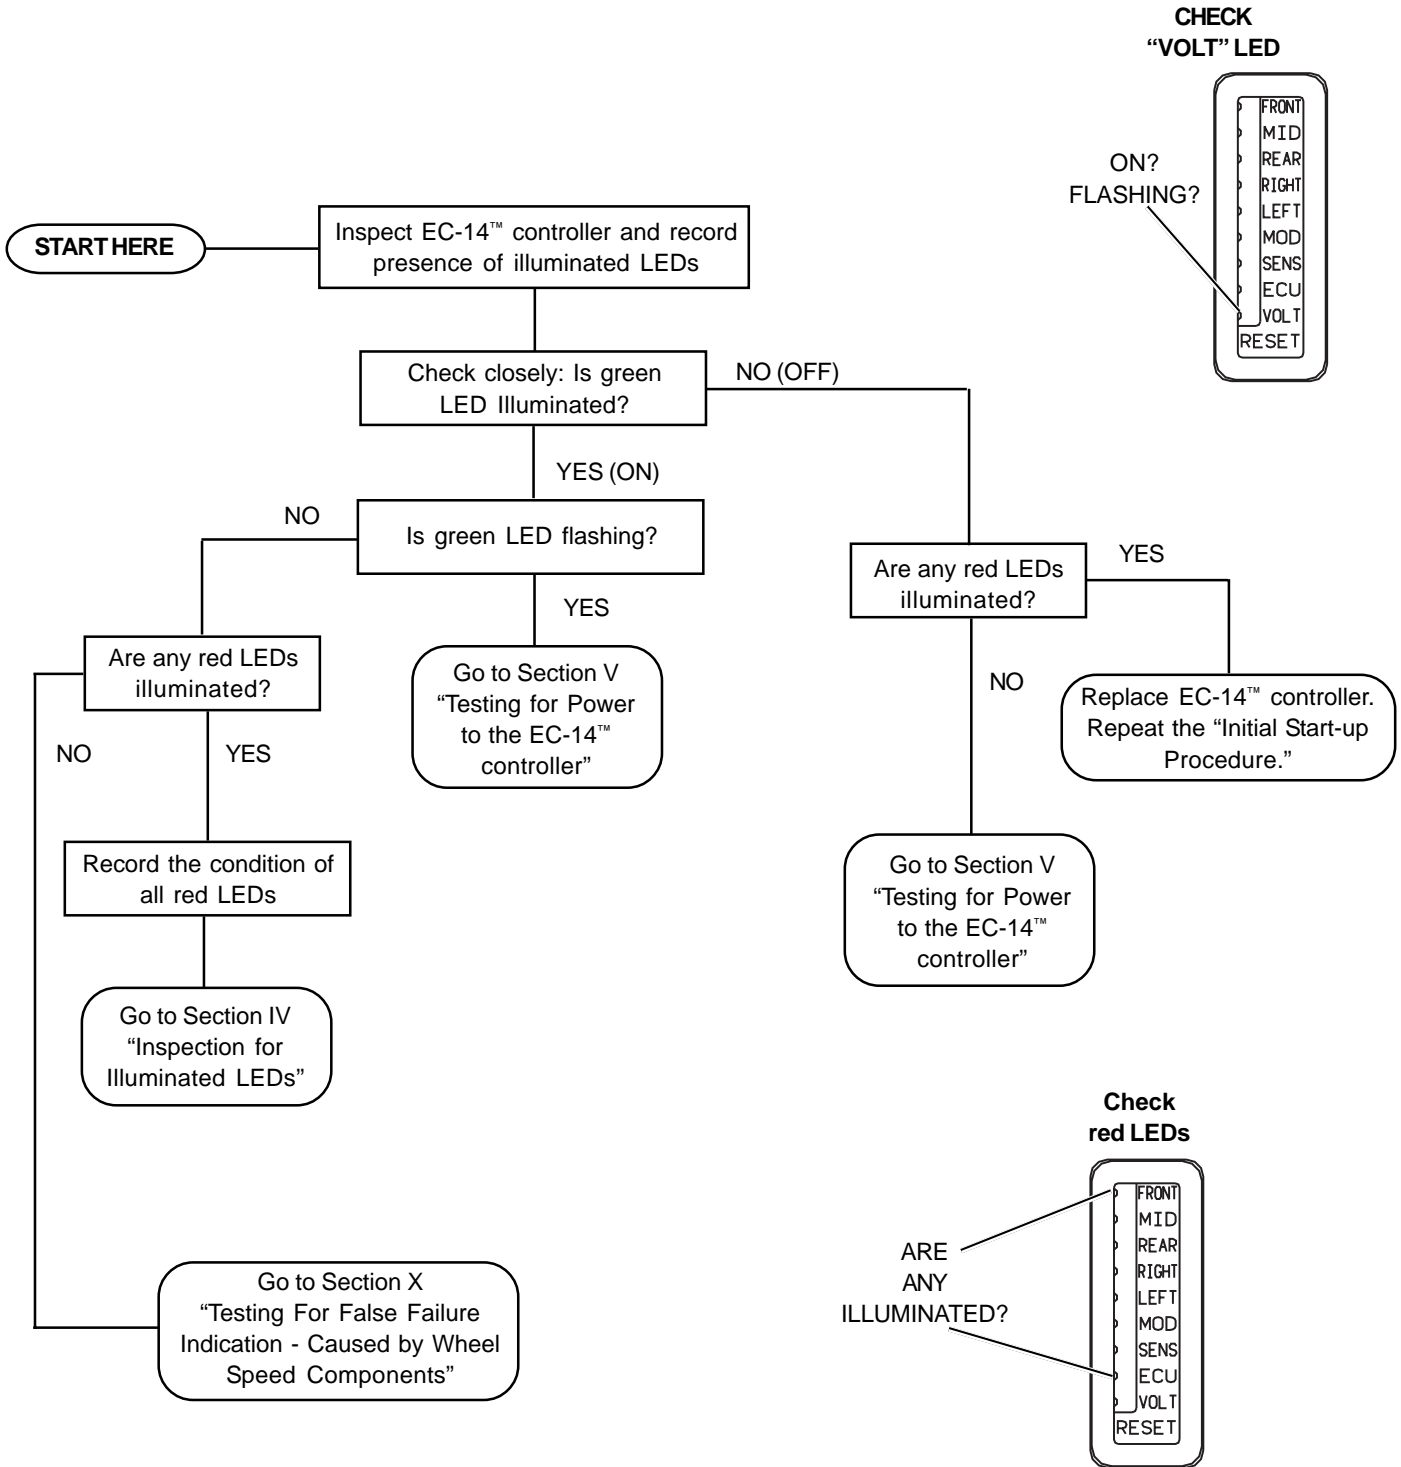 CHECK
“VOLT” LED
FRONT
MID
REAR
RIGHT
LEFT
MOD
SENS
ECU
VOLT
RESET
ON?
FLASHING?
START HERE
Inspect EC-14™ controller and record
presence of illuminated LEDs
Check closely: Is green
LED Illuminated?
NO (OFF)
YES (ON)
NO
Is green LED flashing?
YES
Are any red LEDs
illuminated?
YES
NO
Are any red LEDs
illuminated?
Go to Section V
“Testing for Power
to the EC-14™
controller”
Replace EC-14™ controller.
Repeat the “Initial Start-up
Procedure.”
NO
YES
Record the condition of
all red LEDs
Go to Section V
“Testing for Power
to the EC-14™
controller”
Go to Section IV
“Inspection for
Illuminated LEDs”
Go to Section X
“Testing For False Failure
Indication - Caused by Wheel
Speed Components”
Check
red LEDs
FRONT
MID
REAR
RIGHT
LEFT
MOD
SENS
ECU
VOLT
RESET
ARE
ANY
ILLUMINATED?